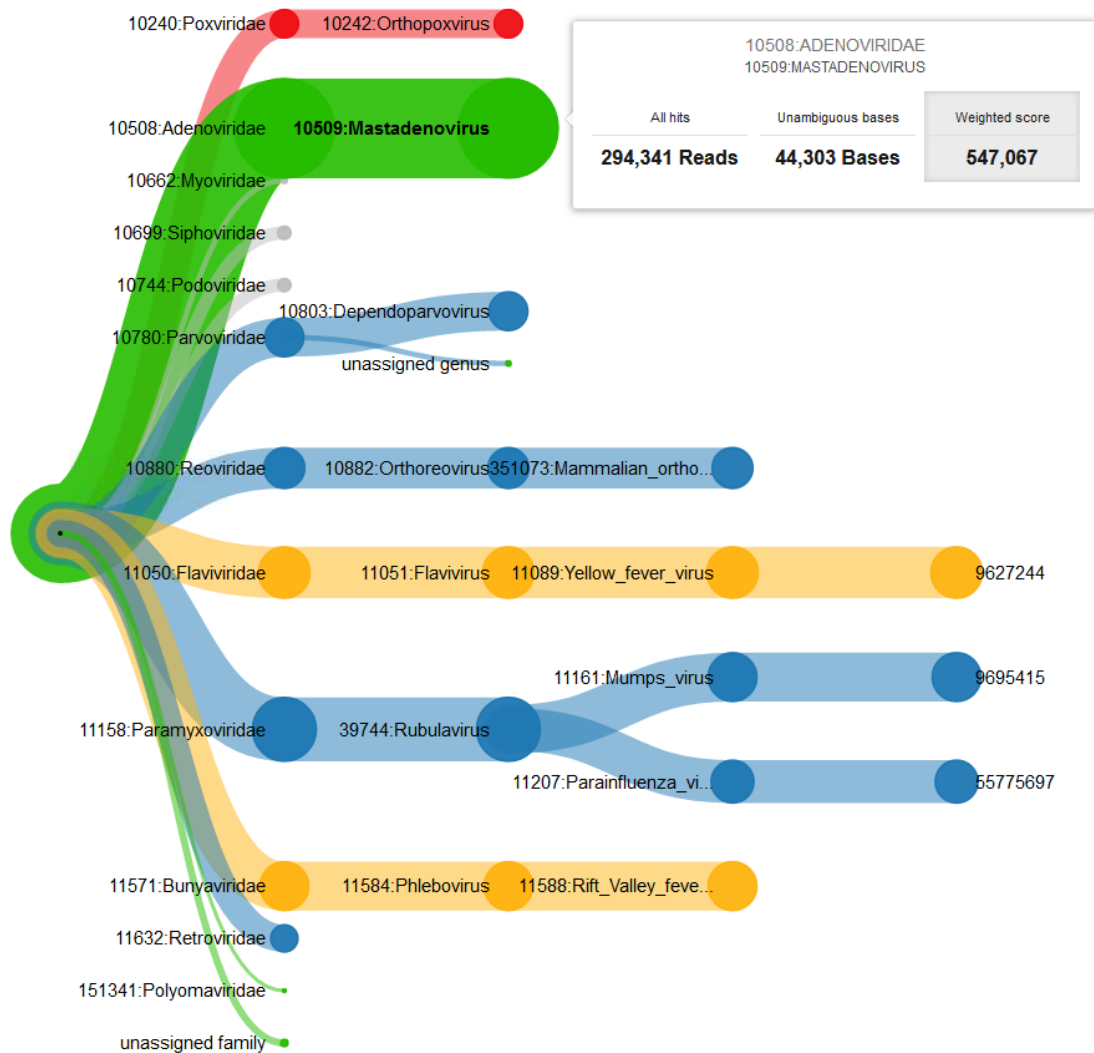 10240:Poxviridae 10242:Orthopoxvirus
10508:ADENOVIRIDAE
10509:MASTADENOVIRUS
All hits Unambiguous bases Weighted score
294,341 Reads 44,303 Bases 547,067
10508:Adenoviridae 10509:Mastadenovirus
10662:Myoviridae
10699:Siphoviridae
10744:Podoviridae
10803:Dependoparvovirus
10780:Parvoviridae
unassigned genus
10880:Reoviridae 10882:Orthoreovirus 351073:Mammalian_ortho...
11050:Flaviviridae 11051:Flavivirus 11089:Yellow_fever_virus 9627244
11161:Mumps_virus 9695415
11158:Paramyxoviridae 39744:Rubulavirus
11207:Parainfluenza_vi... 55775697
11571:Bunyaviridae 11584:Phlebovirus 11588:Rift_Valley_feve...
11632:Retroviridae
151341:Polyomaviridae
unassigned family